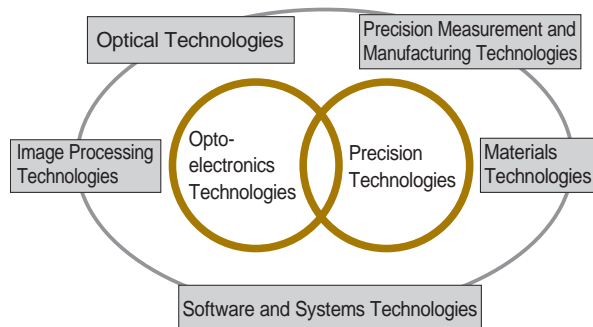 Optical Technologies
Precision Measurement and
Manufacturing Technologies
Image Processing
Technologies
Opto-
electronics
Technologies
Precision
Technologies
Materials
Technologies
Software and Systems Technologies